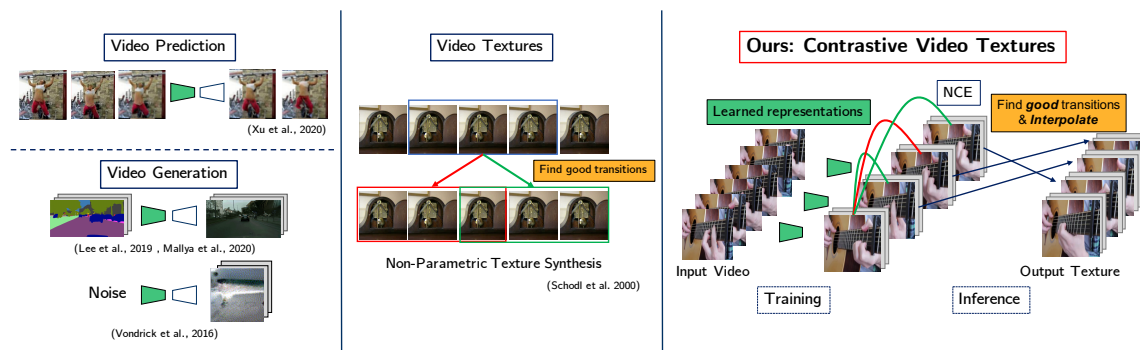 Video Prediction
(Xu et al., 2020)
Video Generation
(Lee et al., 2019 , Mallya et al., 2020)
Noise
(Vondrick et al., 2016)
Video Textures
Find good transitions
Non-Parametric Texture Synthesis
(Schodl et al. 2000)
Ours: Contrastive Video Textures
NCE
Learned representations
Find good transitions
& Interpolate
Input Video
Output Texture
Training
Inference